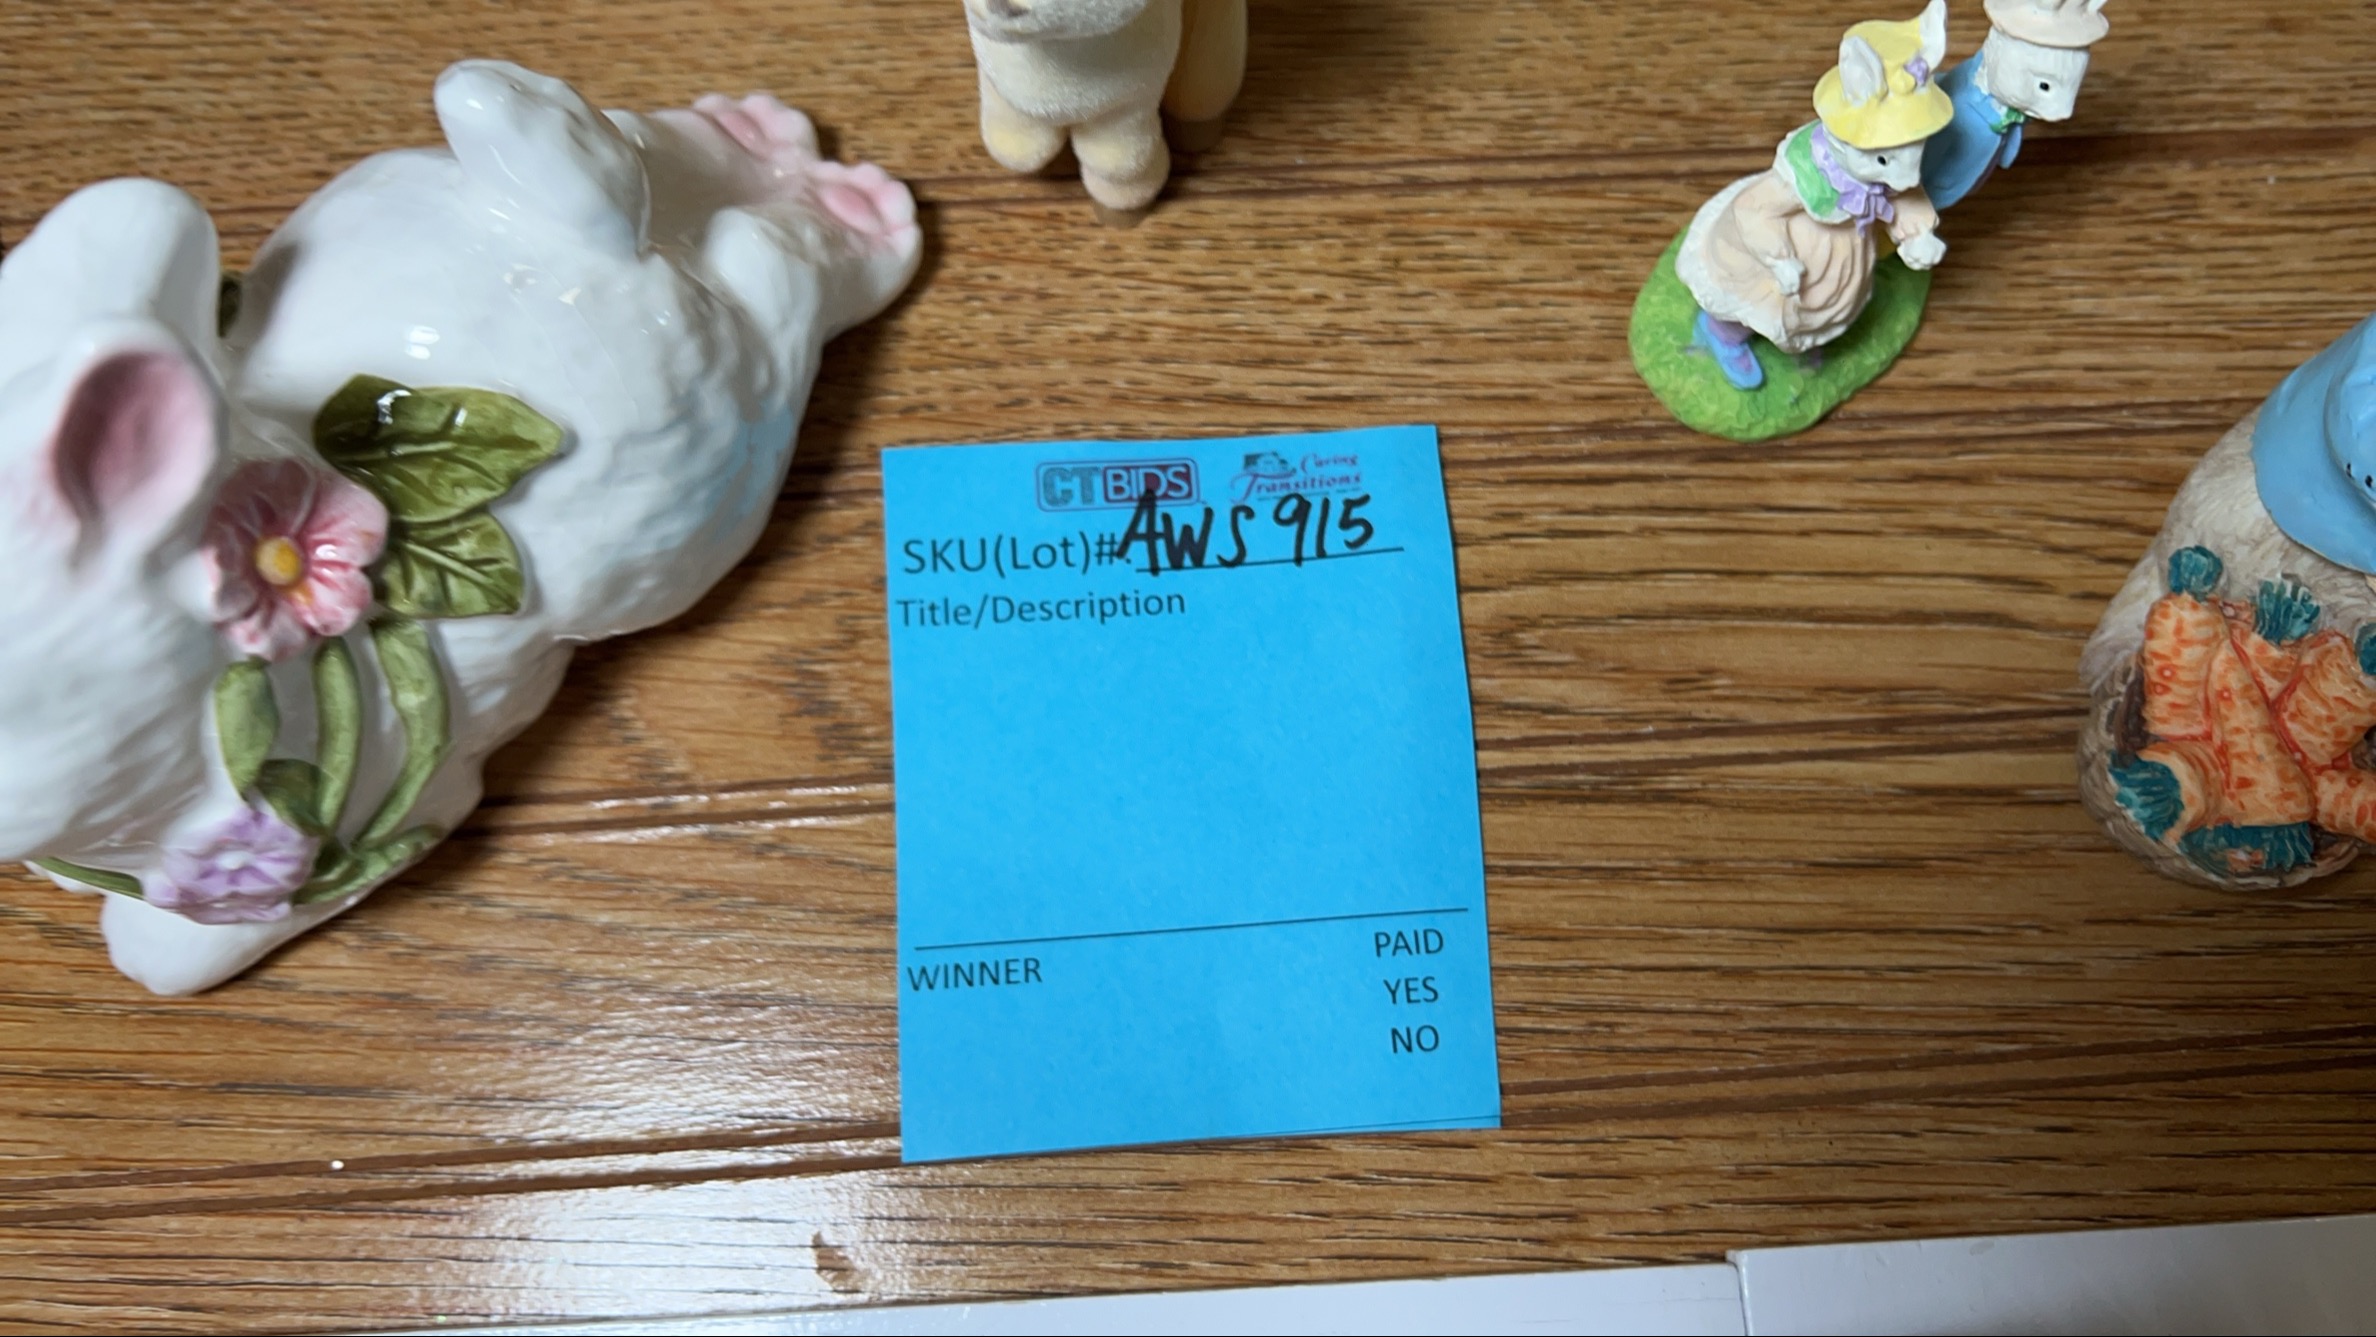 CTBIDS Caring Transitions
SKU(Lot)#: AWS 915
Title/Description
WINNER PAID
YES
NO